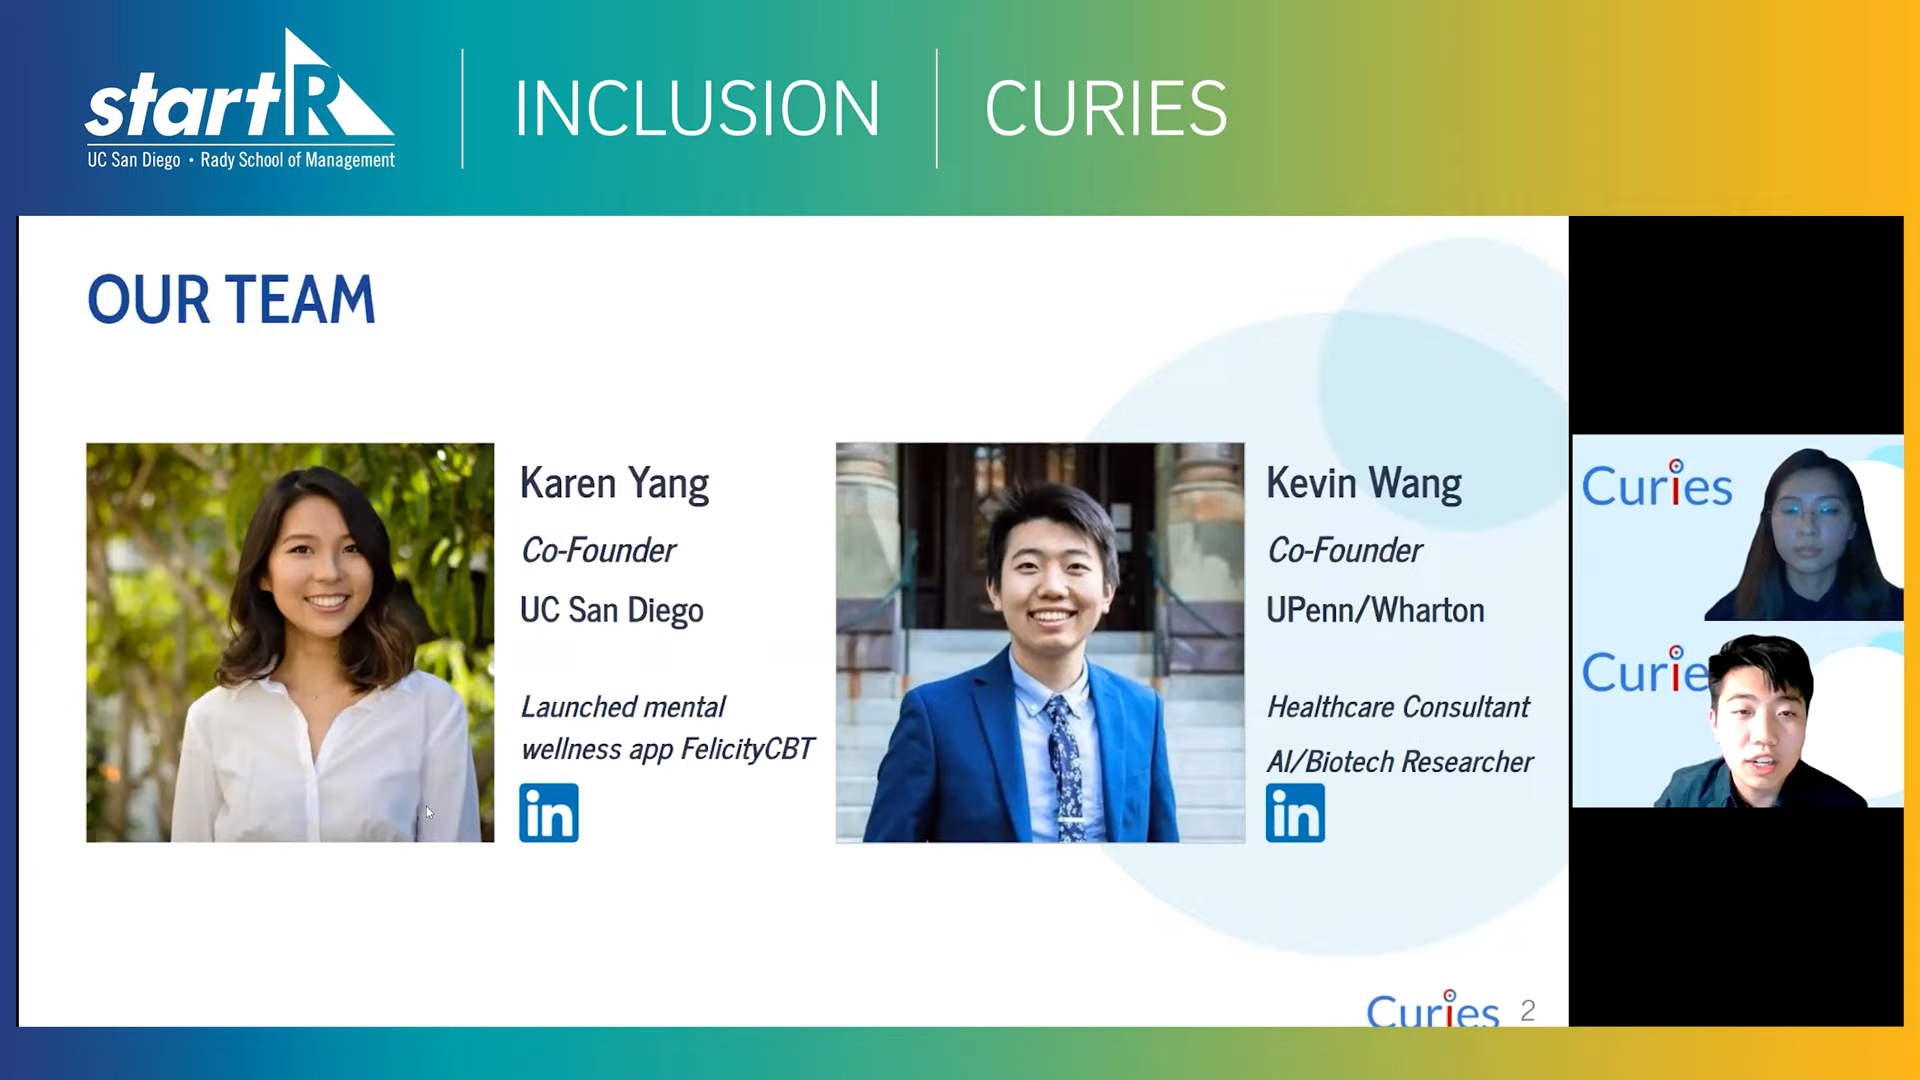 startR
UC San Diego • Rady School of Management
INCLUSION
CURIES
OUR TEAM
Karen Yang
Co-Founder
UC San Diego
Launched mental
wellness app FelicityCBT
in
Kevin Wang
Co-Founder
UPenn/Wharton
Healthcare Consultant
AI/Biotech Researcher
in
Curies
Curie
Curies 2